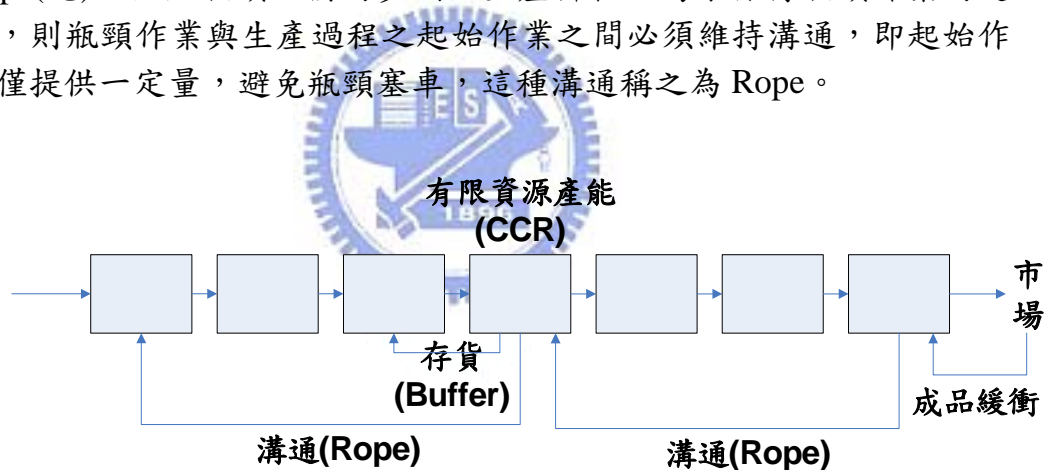 ，則瓶頸作業與生產過程之起始作業之間必須維持溝通，即起始作
僅提供一定量，避免瓶頸塞車，這種溝通稱之為 Rope。
E S
1896
有限資源產能
(CCR)
市
場
存貨
(Buffer)
成品緩衝
溝通(Rope)
溝通(Rope)